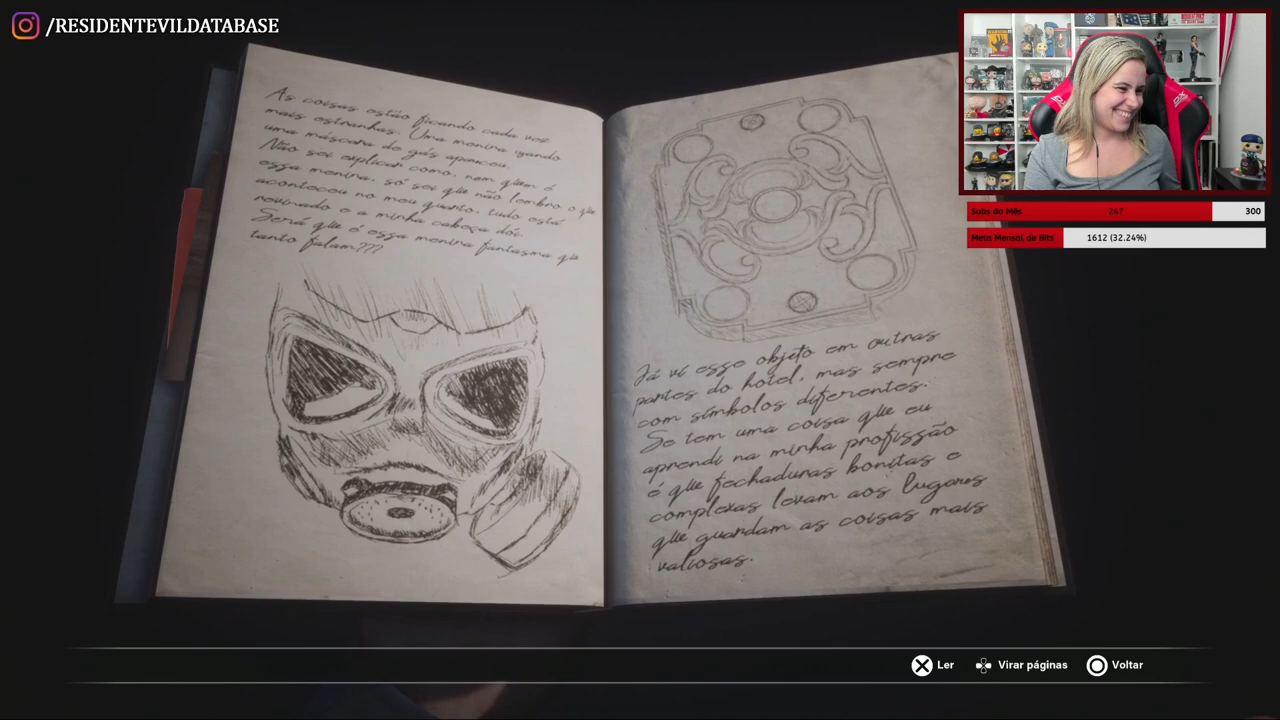 /RESIDENTEVILDATABASE
As coisas estão ficando cada vez
mais estranhas. Uma menina usando
uma máscara de gás apareceu.
Não sei explicar como, nem quem é
essa menina, só sei que não lembro o que
aconteceu no meu quarto, tudo está
revirado e a minha cabeça dói.
Será que é essa menina fantasma que
tanto falam???
Já vi esse objeto em outras
partes do hotel, mas sempre
com símbolos diferentes.
Se tem uma coisa que eu
aprendi na minha profissão
é que fechaduras bonitas e
complexas levam aos lugares
que guardam as coisas mais
valiosas.
Subs do Mês 247 300
Meta Mensal de Bits 1612 (32.24%)
Ler Virar páginas Voltar